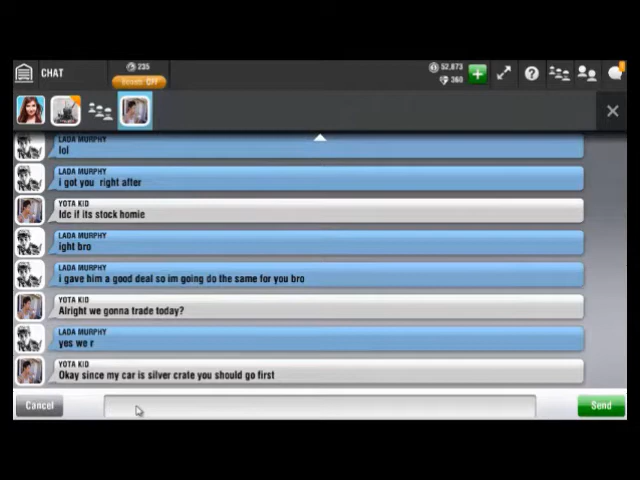 CHAT
235
Boost: OFF
52,873
360
LADA MURPHY
lol
LADA MURPHY
i got you right after
YOTA KID
Idc if its stock homie
LADA MURPHY
ight bro
LADA MURPHY
i gave him a good deal so im going do the same for you bro
YOTA KID
Alright we gonna trade today?
LADA MURPHY
yes we r
YOTA KID
Okay since my car is silver crate you should go first
Cancel
Send